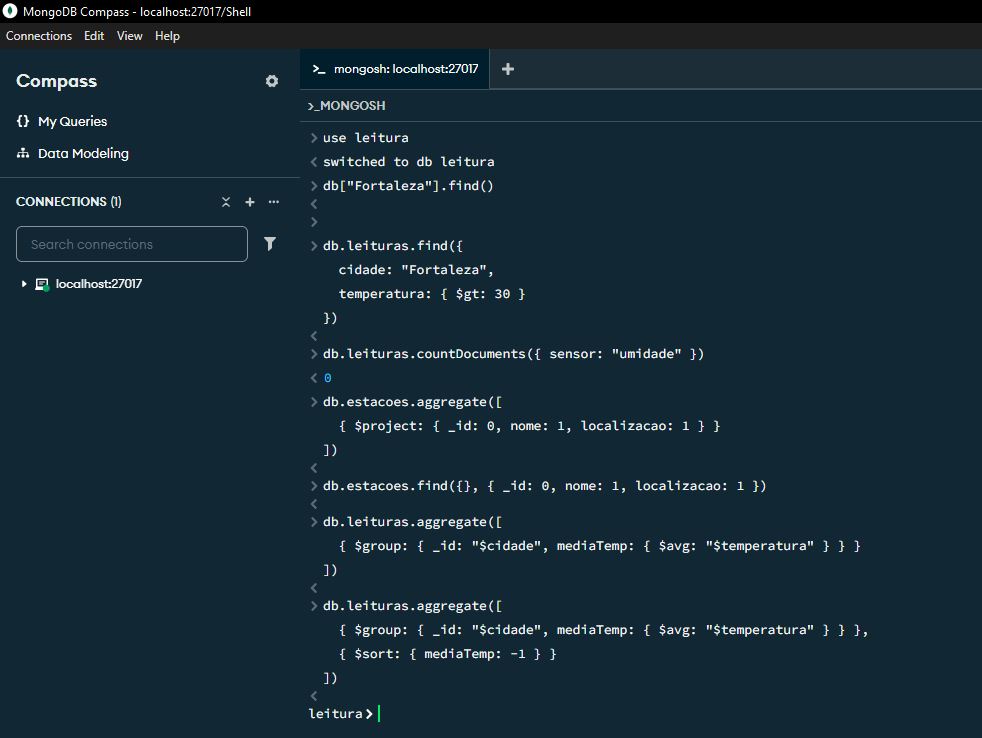 MongoDB Compass - localhost:27017/Shell
Connections Edit View Help
Compass
My Queries
Data Modeling
CONNECTIONS (1)
Search connections
localhost:27017
>_ mongosh: localhost:27017 +
>_MONGOSH
> use leitura
< switched to db leitura
> db["Fortaleza"].find()
<
>
> db.leituras.find({
  cidade: "Fortaleza",
  temperatura: { $gt: 30 }
})
<
> db.leituras.countDocuments({ sensor: "umidade" })
< 0
> db.estacoes.aggregate([
  { $project: { _id: 0, nome: 1, localizacao: 1 } }
])
<
> db.estacoes.find({}, { _id: 0, nome: 1, localizacao: 1 })
<
> db.leituras.aggregate([
  { $group: { _id: "$cidade", mediaTemp: { $avg: "$temperatura" } } }
])
<
> db.leituras.aggregate([
  { $group: { _id: "$cidade", mediaTemp: { $avg: "$temperatura" } } },
  { $sort: { mediaTemp: -1 } }
])
<
leitura>